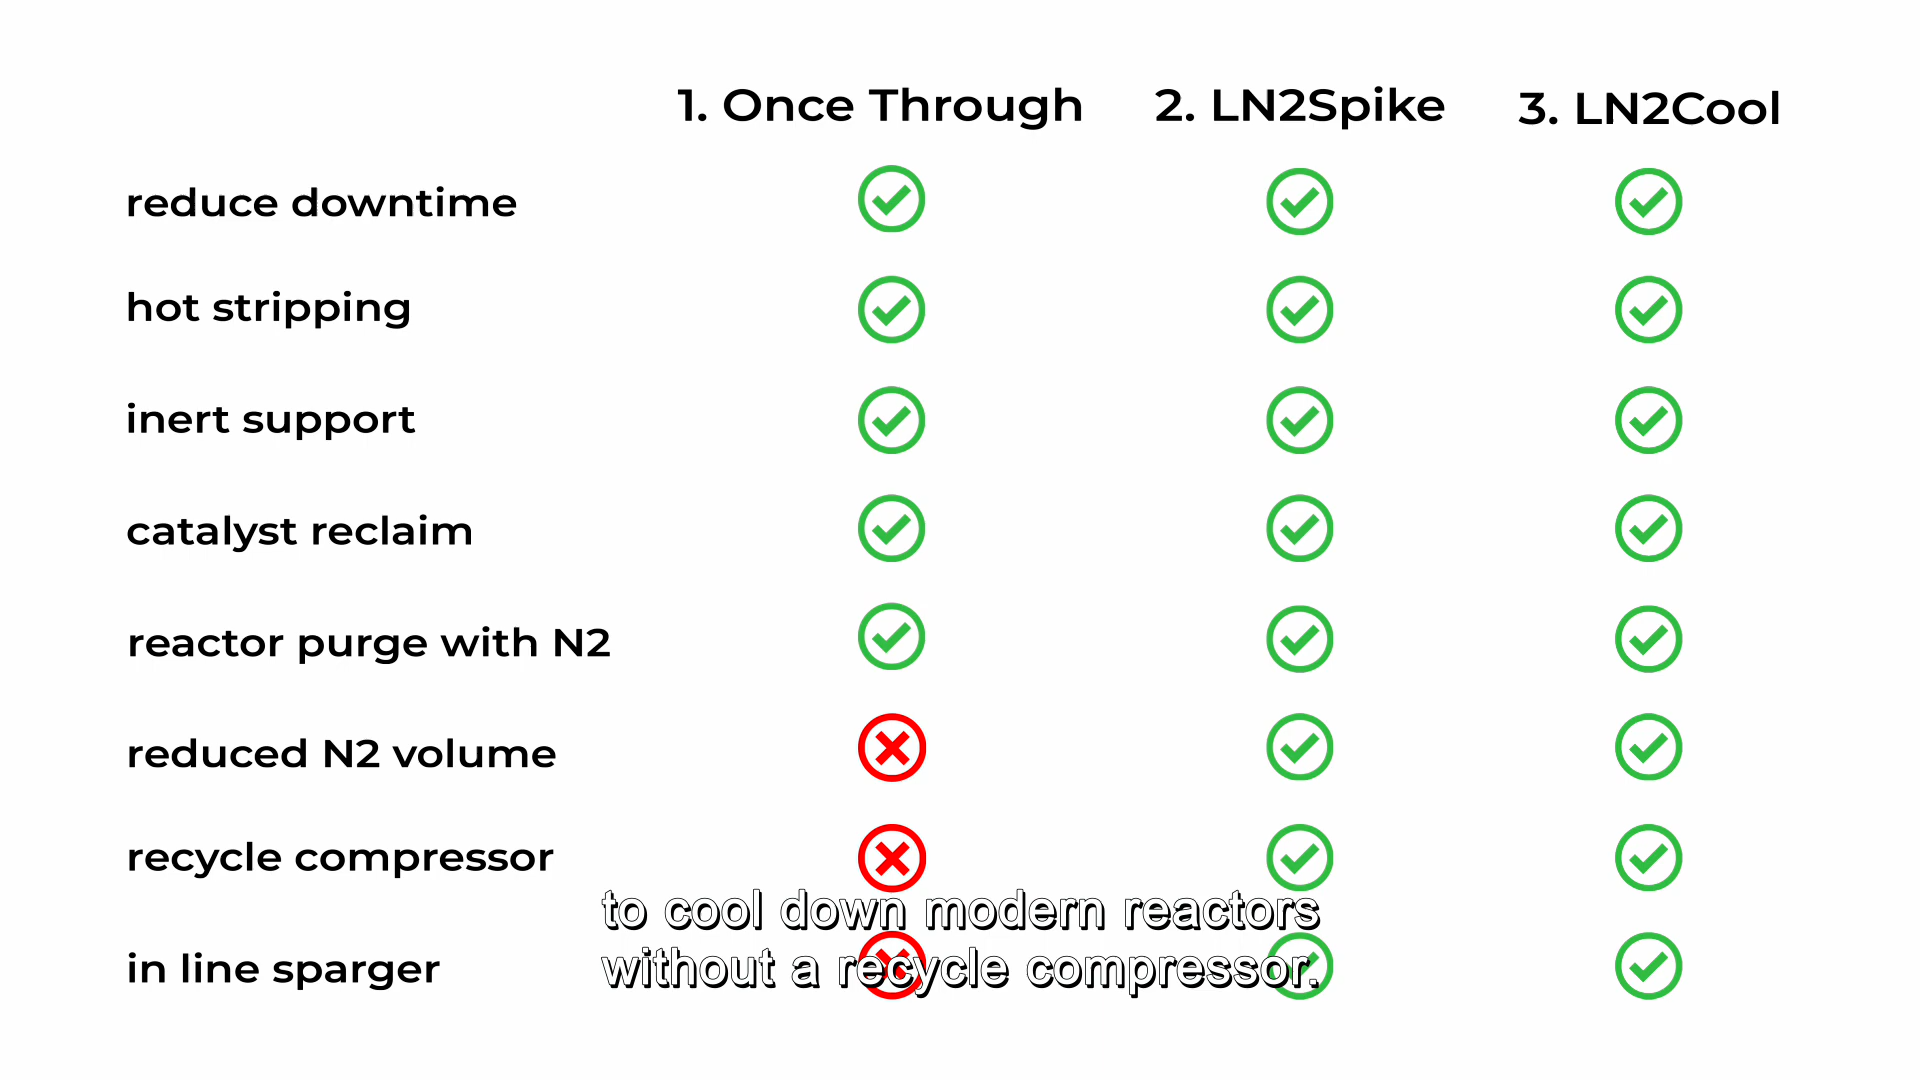 1. Once Through 2. LN2Spike 3. LN2Cool
reduce downtime
hot stripping
inert support
catalyst reclaim
reactor purge with N2
reduced N2 volume
recycle compressor
to cool down modern reactors
without a recycle compressor.
in line sparger